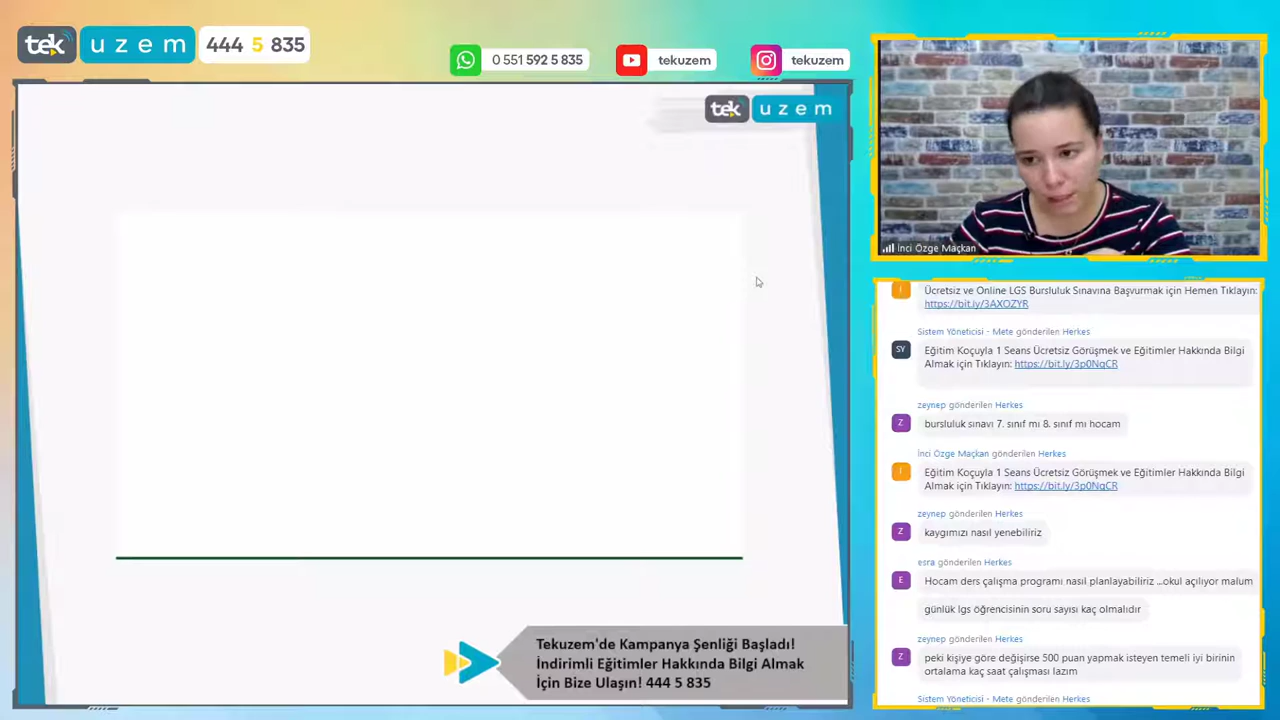 tek uzem 444 5 835
0 551 592 5 835
tekuzem
tekuzem
tek uzem
İnci Özge Maçkan
I
Ücretsiz ve Online LGS Bursluluk Sınavına Başvurmak için Hemen Tıklayın:
https://bit.ly/3AXOZYR
Sistem Yöneticisi - Mete gönderilen Herkes
SY
Eğitim Koçuyla 1 Seans Ücretsiz Görüşmek ve Eğitimler Hakkında Bilgi
Almak için Tıklayın: https://bit.ly/3p0NqCR
zeynep gönderilen Herkes
Z
bursluluk sınavı 7. sınıf mı 8. sınıf mı hocam
İnci Özge Maçkan gönderilen Herkes
İ
Eğitim Koçuyla 1 Seans Ücretsiz Görüşmek ve Eğitimler Hakkında Bilgi
Almak için Tıklayın: https://bit.ly/3p0NqCR
zeynep gönderilen Herkes
Z
kaygımızı nasıl yenebiliriz
esra gönderilen Herkes
E
Hocam ders çalışma programı nasıl planlayabiliriz ...okul açılıyor malum
günlük lgs öğrencisinin soru sayısı kaç olmalıdır
zeynep gönderilen Herkes
Z
peki kişiye göre değişirse 500 puan yapmak isteyen temeli iyi birinin
ortalama kaç saat çalışması lazım
Sistem Yöneticisi - Mete gönderilen Herkes
Tekuzem'de Kampanya Şenliği Başladı!
İndirimli Eğitimler Hakkında Bilgi Almak
İçin Bize Ulaşın! 444 5 835